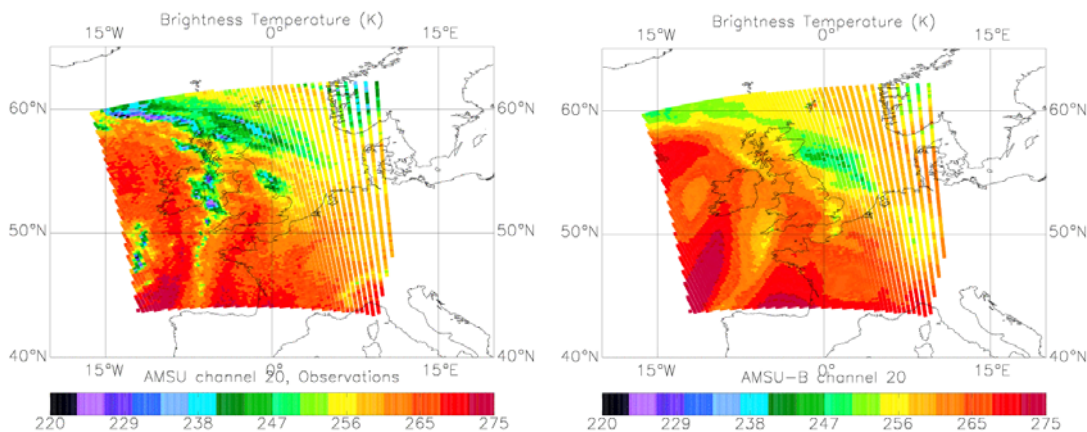 Brightness Temperature (K)
15°W 0° 15°E
60°N 60°N
50°N 50°N
40°N 40°N
15°W 0° 15°E
AMSU channel 20, Observations
220 229 238 247 256 265 275
Brightness Temperature (K)
15°W 0° 15°E
60°N 60°N
50°N 50°N
40°N 40°N
15°W 0° 15°E
AMSU-B channel 20
220 229 238 247 256 265 275